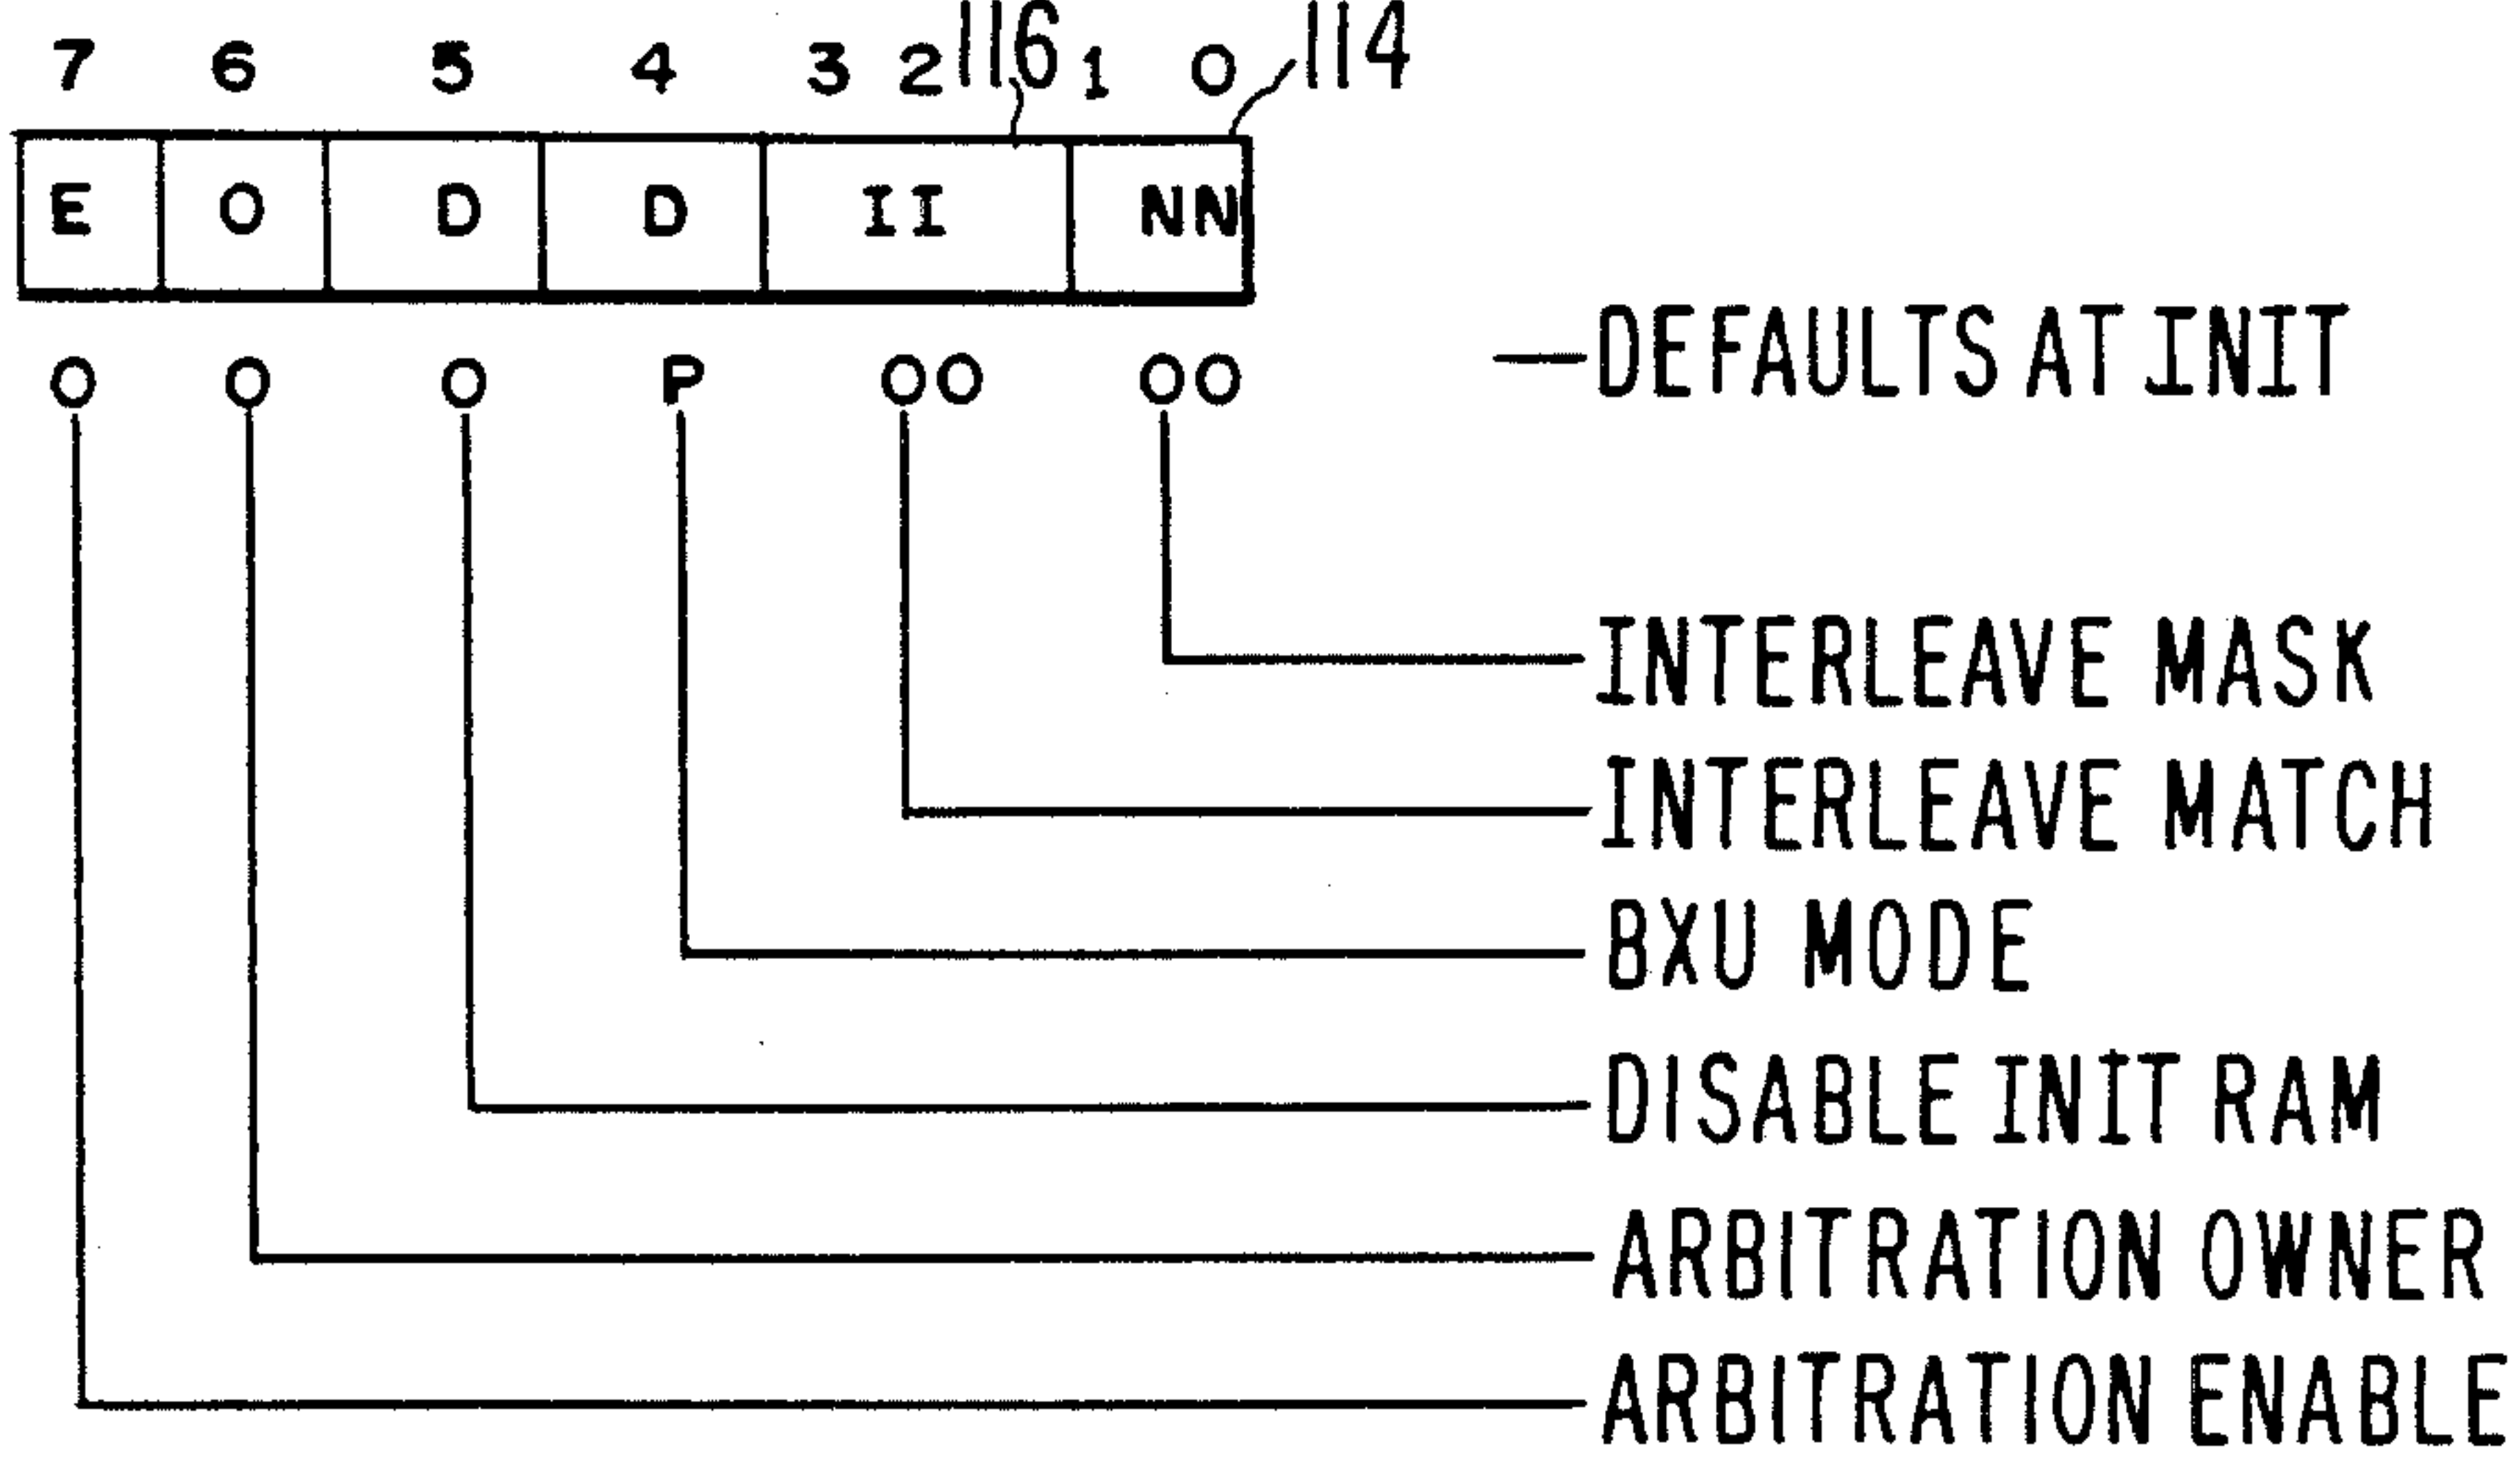 7 6 5 4 3 2 116 1 0 114
E O D D II NN
0 0 0 P 00 00 DEFAULTS AT INIT
INTERLEAVE MASK
INTERLEAVE MATCH
BXU MODE
DISABLE INIT RAM
ARBITRATION OWNER
ARBITRATION ENABLE